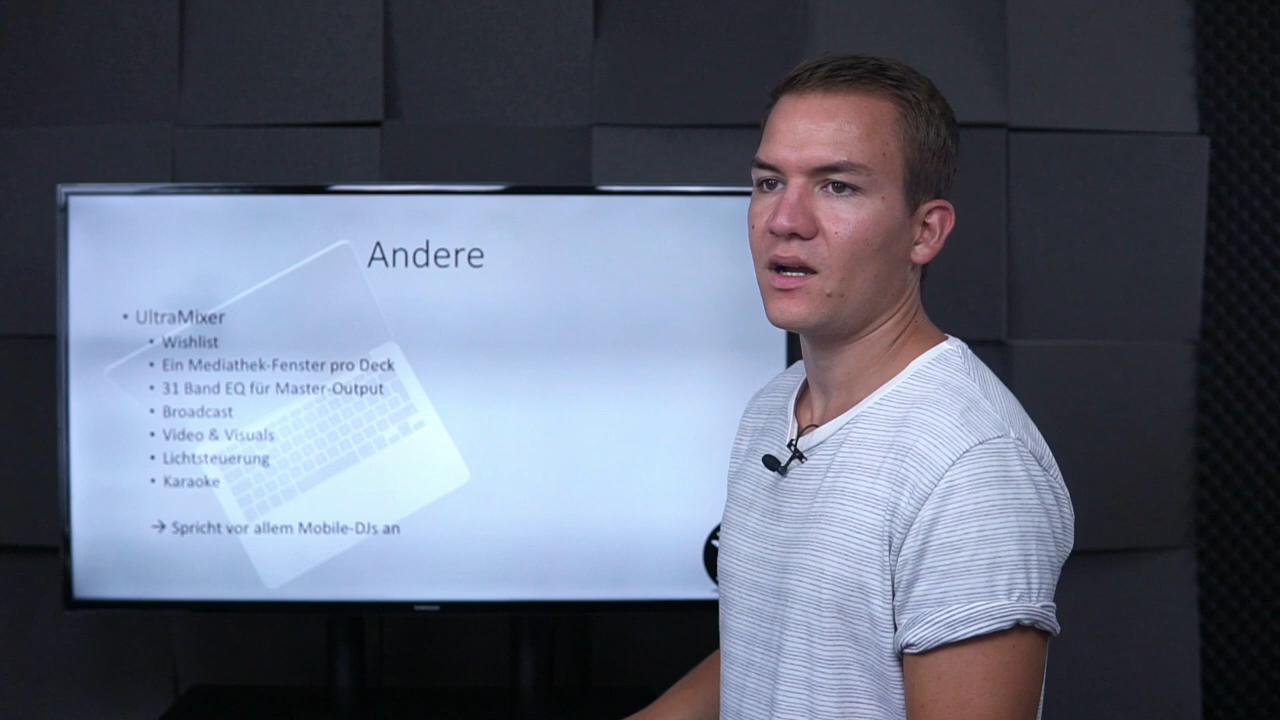 Andere
• UltraMixer
• Wishlist
• Ein Mediathek-Fenster pro Deck
• 31 Band EQ für Master-Output
• Broadcast
• Video & Visuals
• Lichtsteuerung
• Karaoke
→ Spricht vor allem Mobile-DJs an